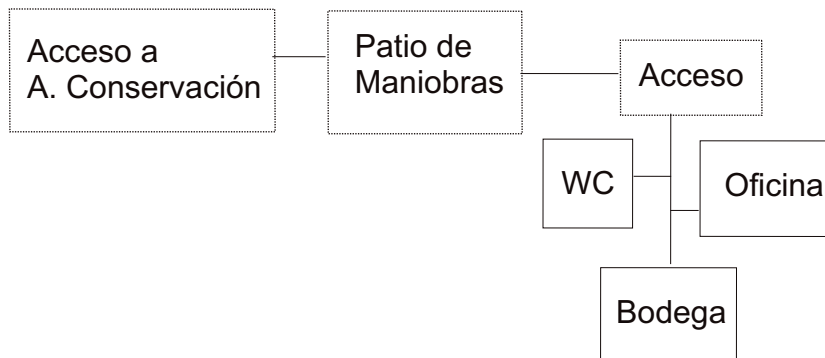 Acceso a
A. Conservación
Patio de
Maniobras
Acceso
WC
Oficina
Bodega